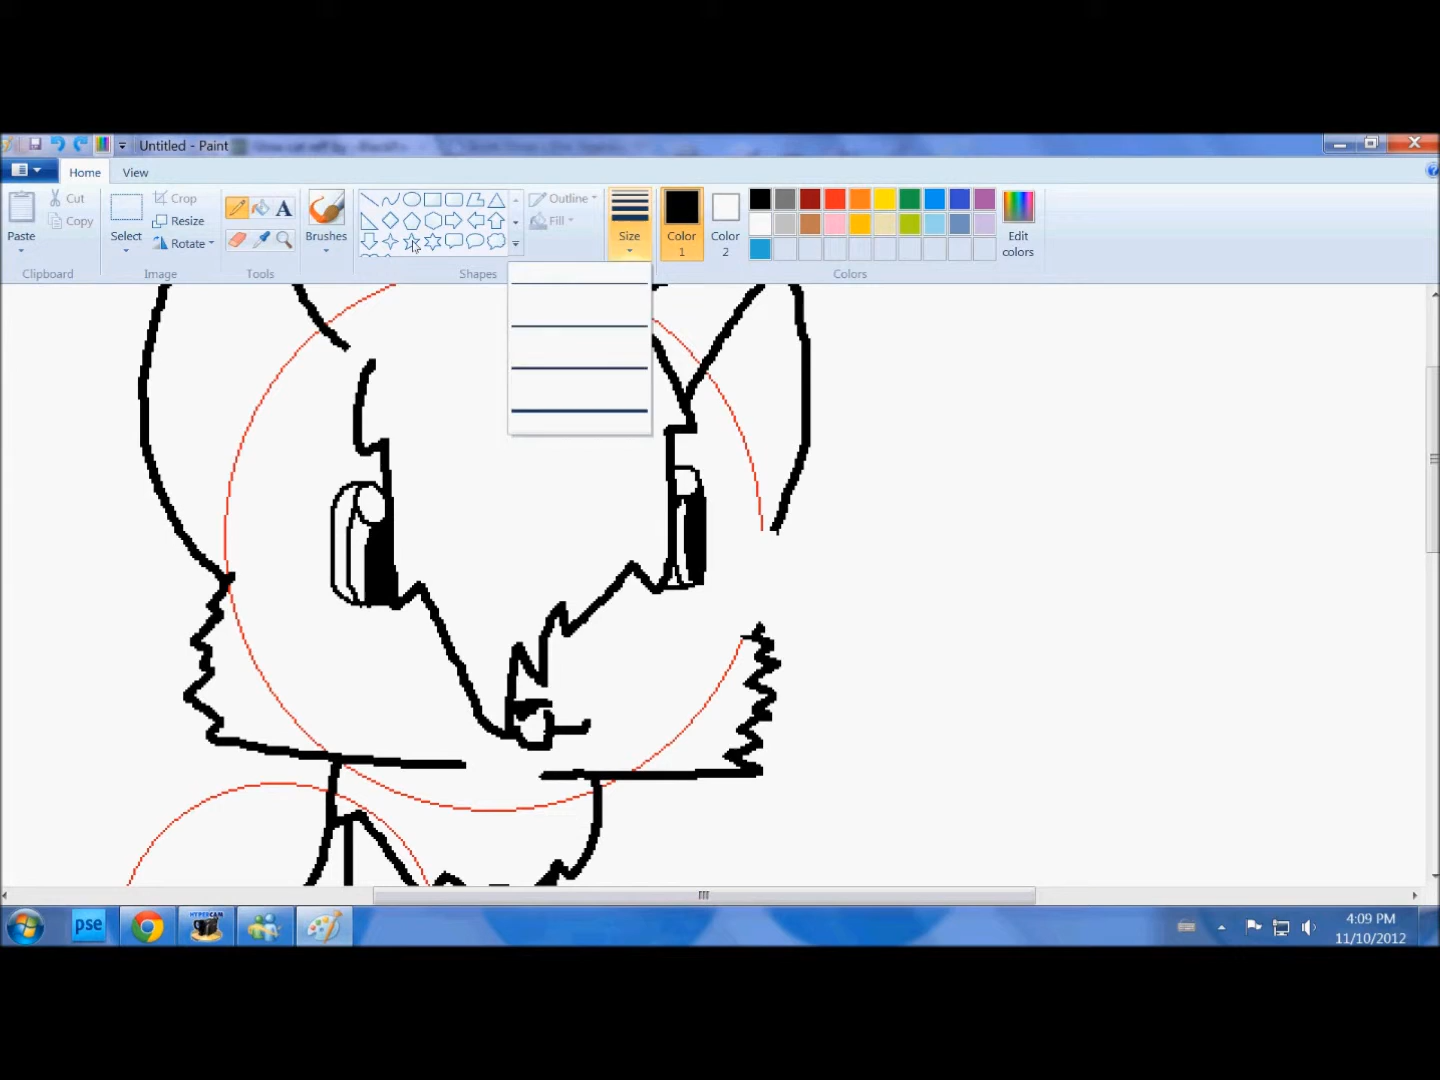 Untitled - Paint
Home View
Paste
Cut
Copy
Clipboard
Select
Crop
Resize
Rotate
Image
A
Tools
Brushes
Shapes
Outline
Fill
Size
Color 1
Color 2
Colors
Edit colors
pse
HYPERCAM
4:09 PM
11/10/2012